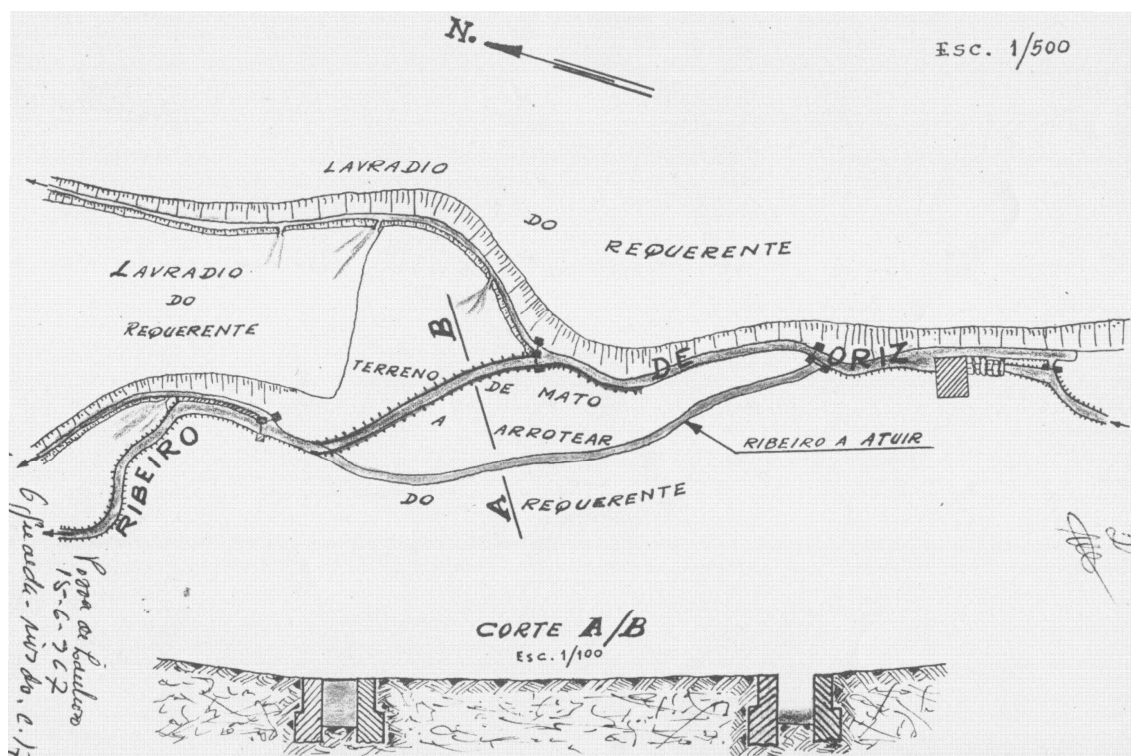 N.
ESC. 1/500
LAVRADIO
DO
REQUERENTE
LAVRADIO
DO
REQUERENTE
B
DE ORIZ
TERRENO DE MATO
A ARROTEAR
RIBEIRO A ATUIR
RIBEIRO
DO A REQUERENTE
CORTE A/B
ESC. 1/100